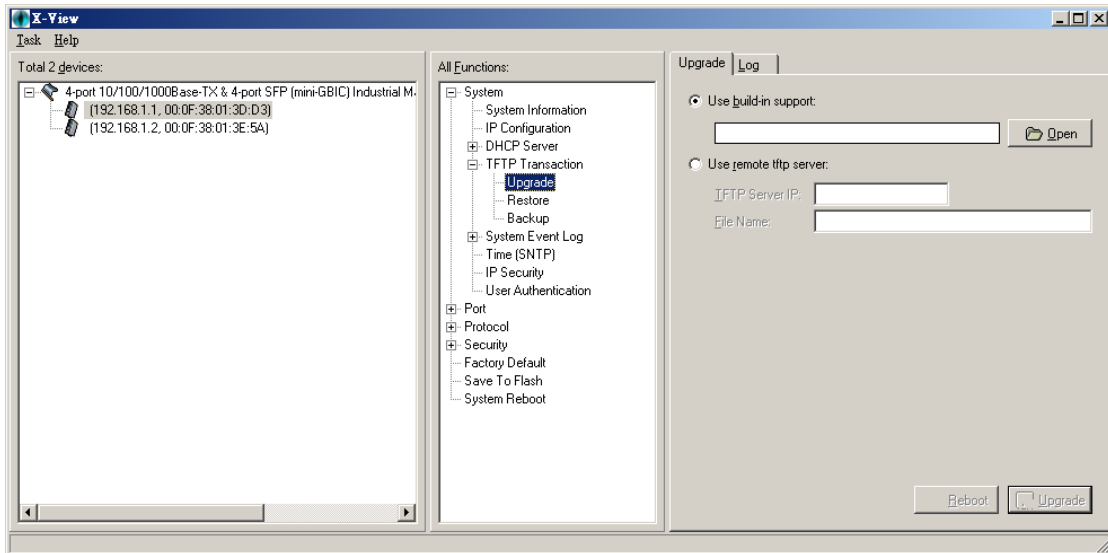 X-View
Task Help
Total 2 devices:
4-port 10/100/1000Base-TX & 4-port SFP (mini-GBIC) Industrial M
(192.168.1.1, 00:0F:38:01:3D:D3)
(192.168.1.2, 00:0F:38:01:3E:5A)
All Functions:
System
System Information
IP Configuration
DHCP Server
TFTP Transaction
Upgrade
Restore
Backup
System Event Log
Time (SNTP)
IP Security
User Authentication
Port
Protocol
Security
Factory Default
Save To Flash
System Reboot
Upgrade Log
Use build-in support:
Open
Use remote tftp server:
TFTP Server IP:
File Name:
Reboot Upgrade